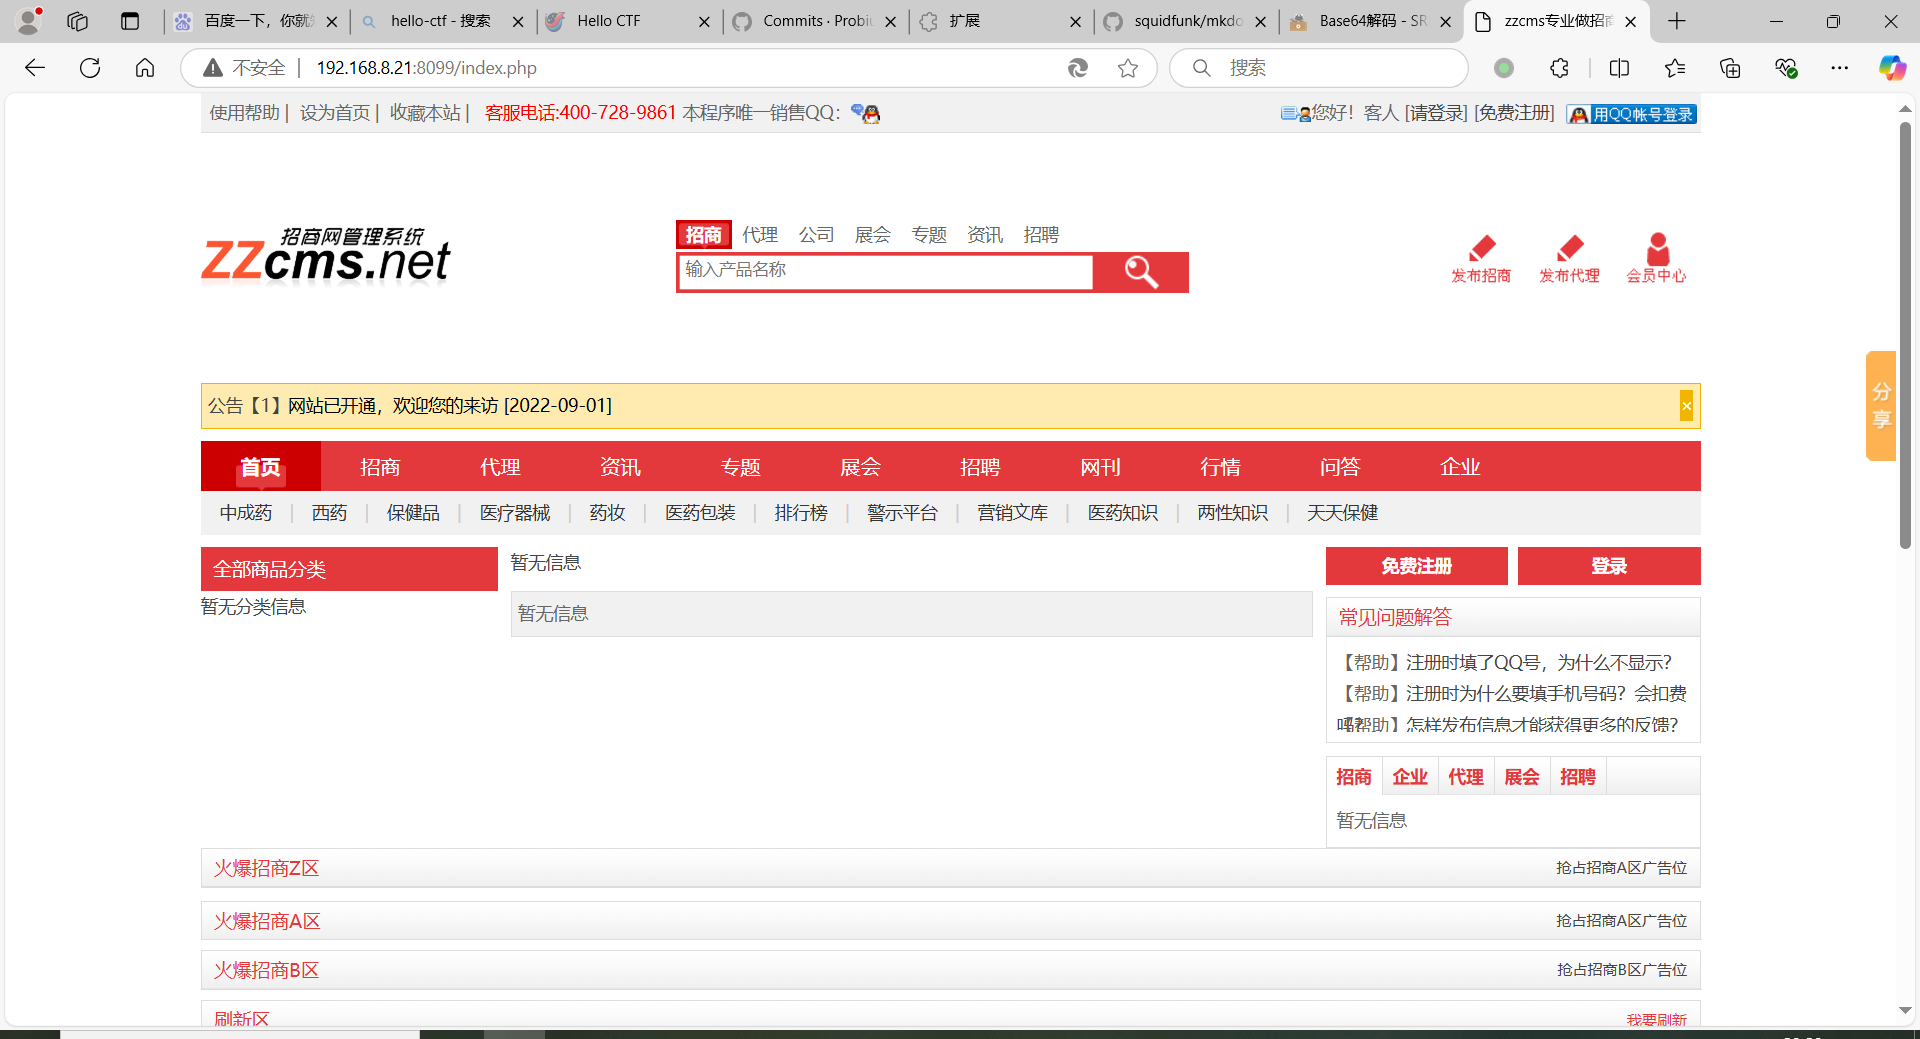 百度一下，你就
hello-ctf - 搜索
Hello CTF
Commits · Probiu
扩展
squidfunk/mkdo
Base64解码 - SR
zzcms专业做招商
不安全 | 192.168.8.21:8099/index.php
搜索
使用帮助 | 设为首页 | 收藏本站 | 客服电话:400-728-9861 本程序唯一销售QQ：
您好！客人 [请登录] [免费注册] 用QQ帐号登录
招商网管理系统
ZZcms.net
招商 代理 公司 展会 专题 资讯 招聘
输入产品名称
发布招商 发布代理 会员中心
分享
公告【1】网站已开通，欢迎您的来访 [2022-09-01] ×
首页 招商 代理 资讯 专题 展会 招聘 网刊 行情 问答 企业
中成药 | 西药 | 保健品 | 医疗器械 | 药妆 | 医药包装 | 排行榜 | 警示平台 | 营销文库 | 医药知识 | 两性知识 | 天天保健
全部商品分类
暂无分类信息
暂无信息
暂无信息
免费注册 登录
常见问题解答
【帮助】注册时填了QQ号，为什么不显示？
【帮助】注册时为什么要填手机号码？会扣费
吗？
【帮助】怎样发布信息才能获得更多的反馈？
招商 企业 代理 展会 招聘
暂无信息
火爆招商Z区 抢占招商A区广告位
火爆招商A区 抢占招商A区广告位
火爆招商B区 抢占招商B区广告位
刷新区 我要刷新